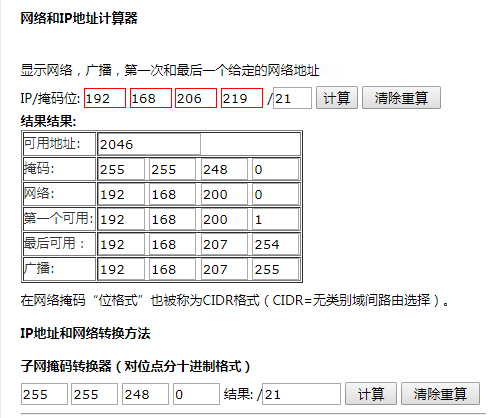 网络和IP地址计算器
显示网络，广播，第一次和最后一个给定的网络地址
IP/掩码位: 192 168 206 219 /21 计算 清除重算
结果结果:
可用地址: 2046
掩码: 255 255 248 0
网络: 192 168 200 0
第一个可用: 192 168 200 1
最后可用： 192 168 207 254
广播: 192 168 207 255
在网络掩码“位格式”也被称为CIDR格式（CIDR=无类别域间路由选择）。
IP地址和网络转换方法
子网掩码转换器（对位点分十进制格式）
255 255 248 0 结果: /21 计算 清除重算